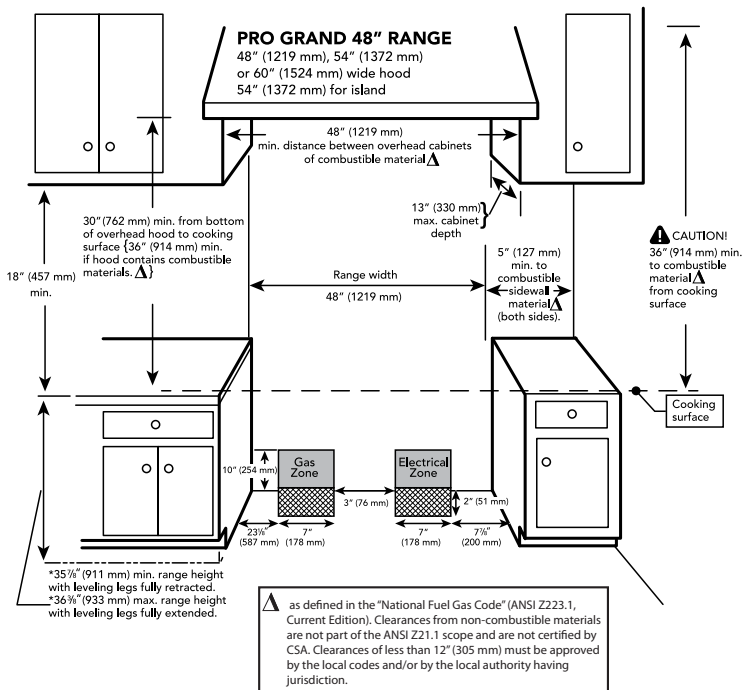 PRO GRAND 48" RANGE
48" (1219 mm), 54" (1372 mm)
or 60" (1524 mm) wide hood
54" (1372 mm) for island
48" (1219 mm)
min. distance between overhead cabinets
of combustible material Δ
30"(762 mm) min. from bottom
of overhead hood to cooking
surface {36" (914 mm) min.
if hood contains combustible
materials. Δ}
18" (457 mm)
min.
13" (330 mm)}
max. cabinet
depth
5" (127 mm)
min. to
combustible
sidewall
material Δ
(both sides).
⚠ CAUTION!
36" (914 mm) min.
to combustible
material Δ
from cooking
surface
Range width
48" (1219 mm)
Cooking
surface
Gas
Zone
Electrical
Zone
10" (254 mm)
3" (76 mm)
2" (51 mm)
23⅛"
(587 mm)
7"
(178 mm)
7"
(178 mm)
7⅞"
(200 mm)
*35⅞" (911 mm) min. range height
with leveling legs fully retracted.
*36¾" (933 mm) max. range height
with leveling legs fully extended.
Δ as defined in the "National Fuel Gas Code" (ANSI Z223.1,
Current Edition). Clearances from non-combustible materials
are not part of the ANSI Z21.1 scope and are not certified by
CSA. Clearances of less than 12" (305 mm) must be approved
by the local codes and/or by the local authority having
jurisdiction.